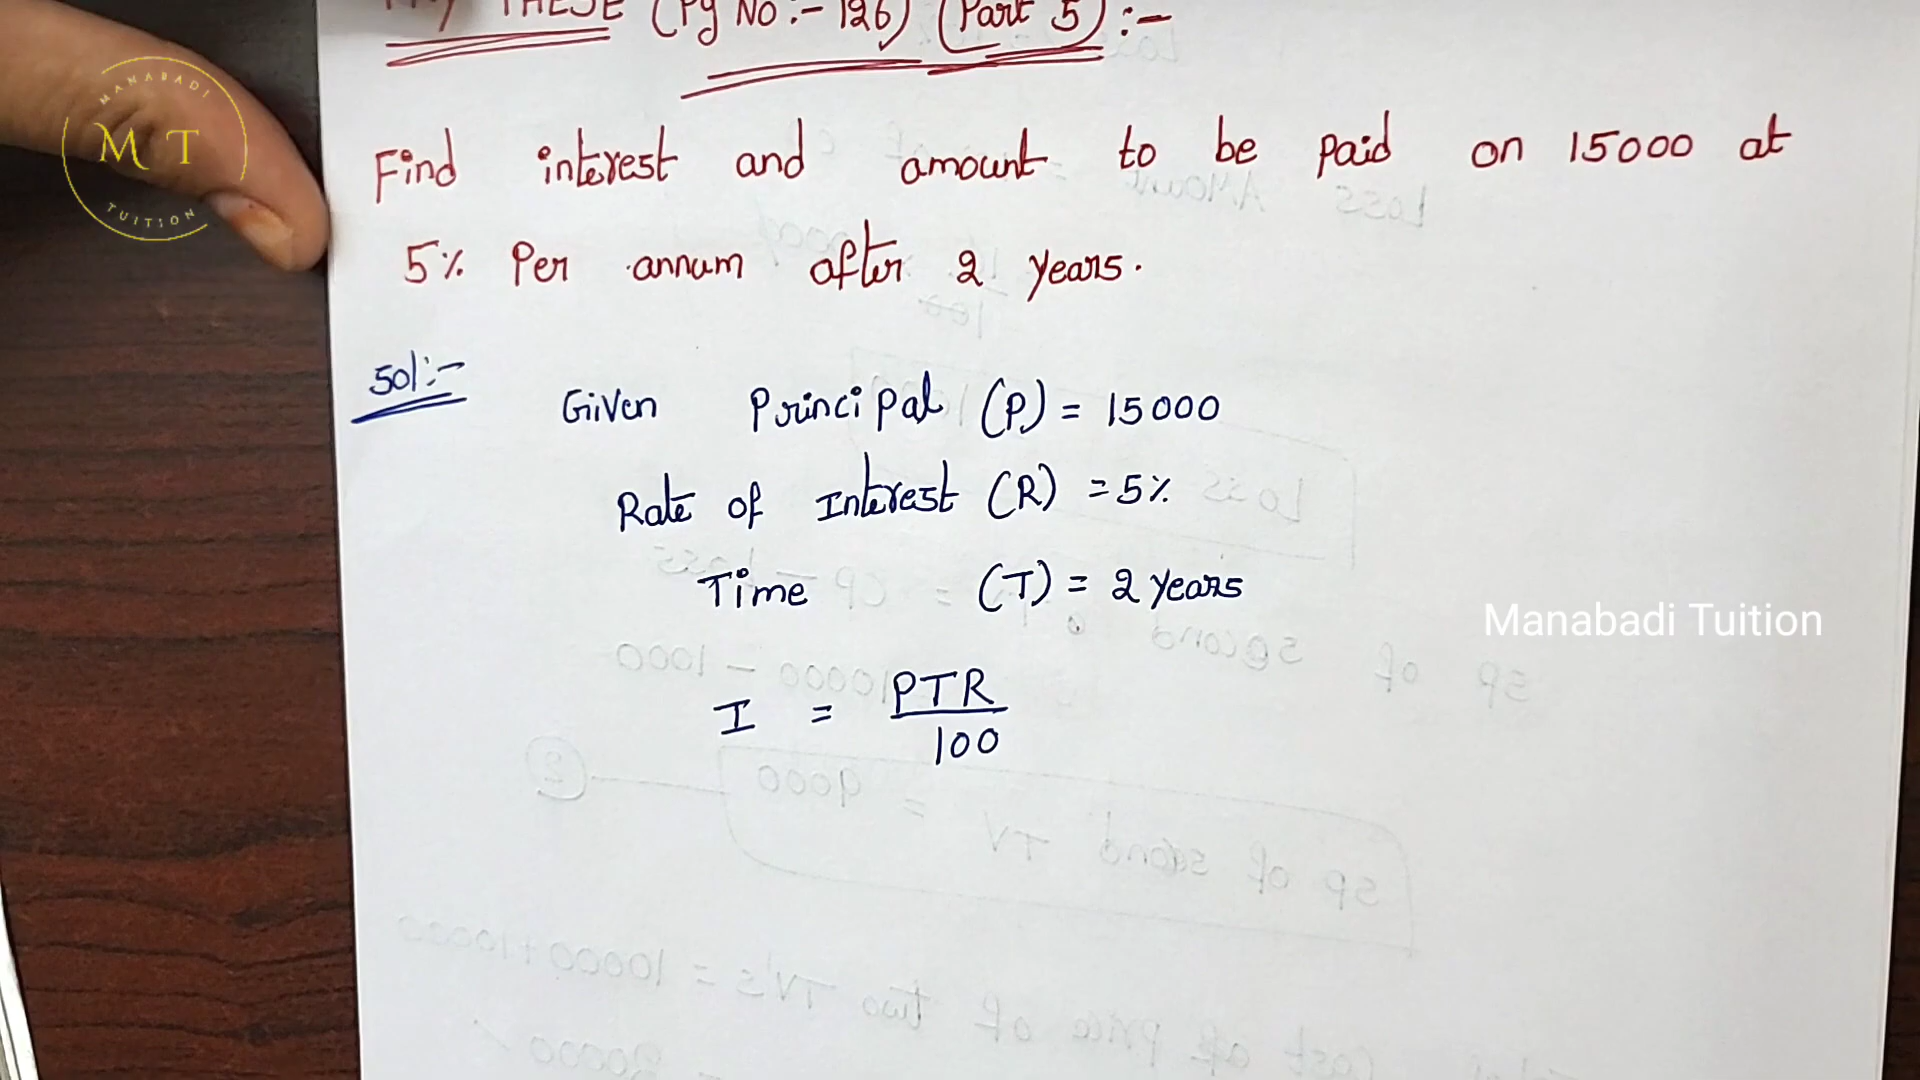 THESE (Pg No :- 126) (Part 5) :-
MANABADI
M T
TUITION
Find interest and amount to be paid on 15000 at
5% Per annum after 2 years.
Sol:-
Given Principal (P) = 15000
Rate of Interest (R) = 5%
Time (T) = 2 years
Manabadi Tuition
I = PTR
100